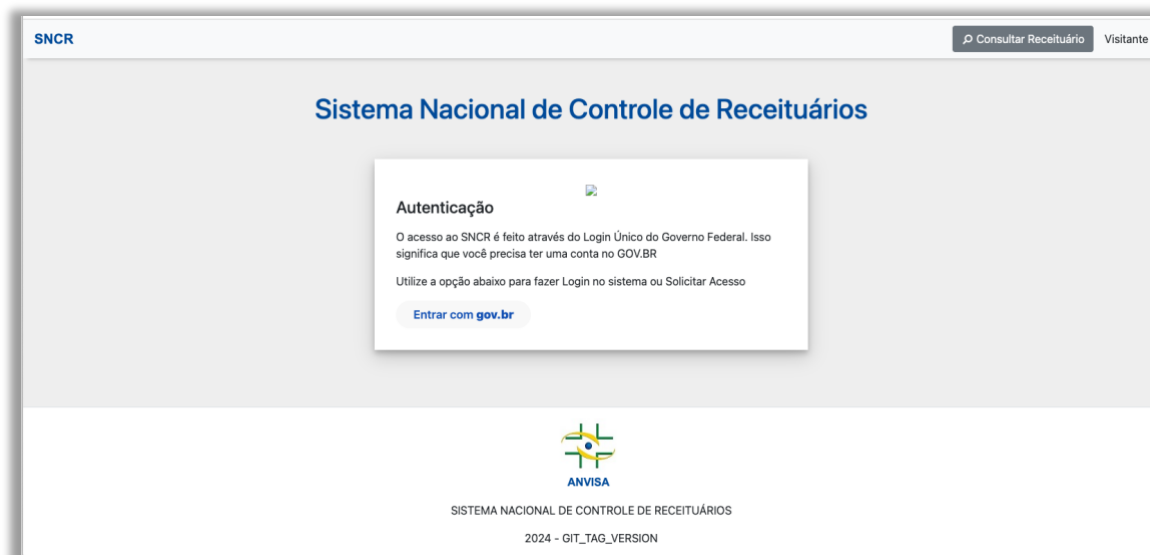 SNCR
Consultar Receituário
Visitante
Sistema Nacional de Controle de Receituários
Autenticação
O acesso ao SNCR é feito através do Login Único do Governo Federal. Isso
significa que você precisa ter uma conta no GOV.BR
Utilize a opção abaixo para fazer Login no sistema ou Solicitar Acesso
Entrar com gov.br
ANVISA
SISTEMA NACIONAL DE CONTROLE DE RECEITUÁRIOS
2024 - GIT_TAG_VERSION